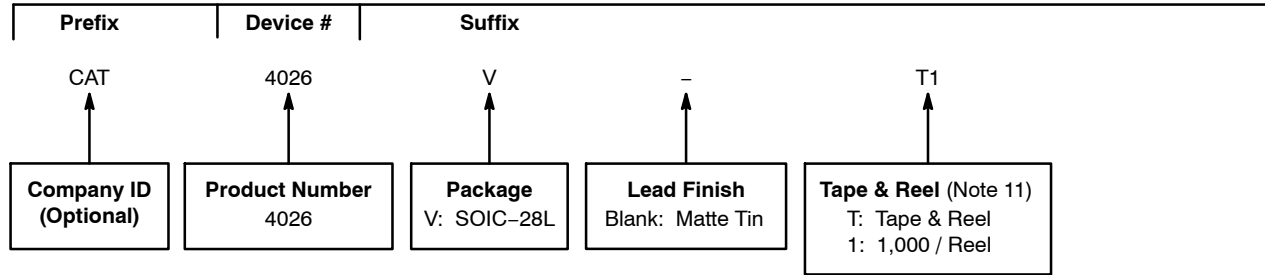 Prefix Device # Suffix
CAT 4026 V – T1
Company ID
(Optional)
Product Number
4026
Package
V: SOIC−28L
Lead Finish
Blank: Matte Tin
Tape & Reel (Note 11)
T: Tape & Reel
1: 1,000 / Reel